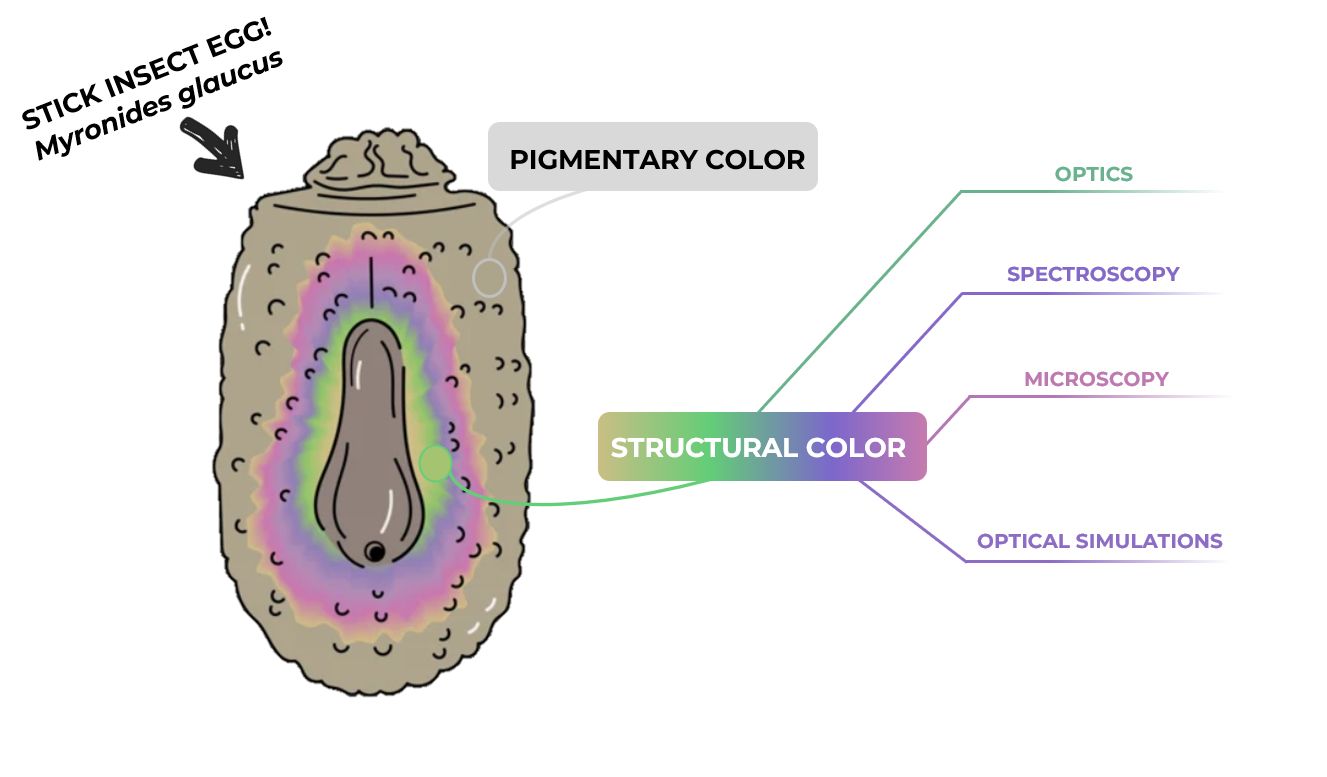 STICK INSECT EGG!
Myronides glaucus
PIGMENTARY COLOR
OPTICS
SPECTROSCOPY
MICROSCOPY
STRUCTURAL COLOR
OPTICAL SIMULATIONS